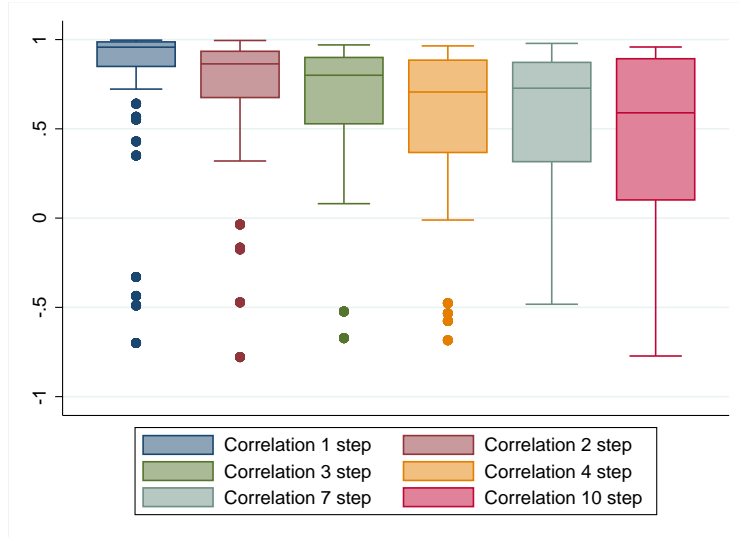 1
.5
0
-.5
-1
Correlation 1 step Correlation 2 step
Correlation 3 step Correlation 4 step
Correlation 7 step Correlation 10 step